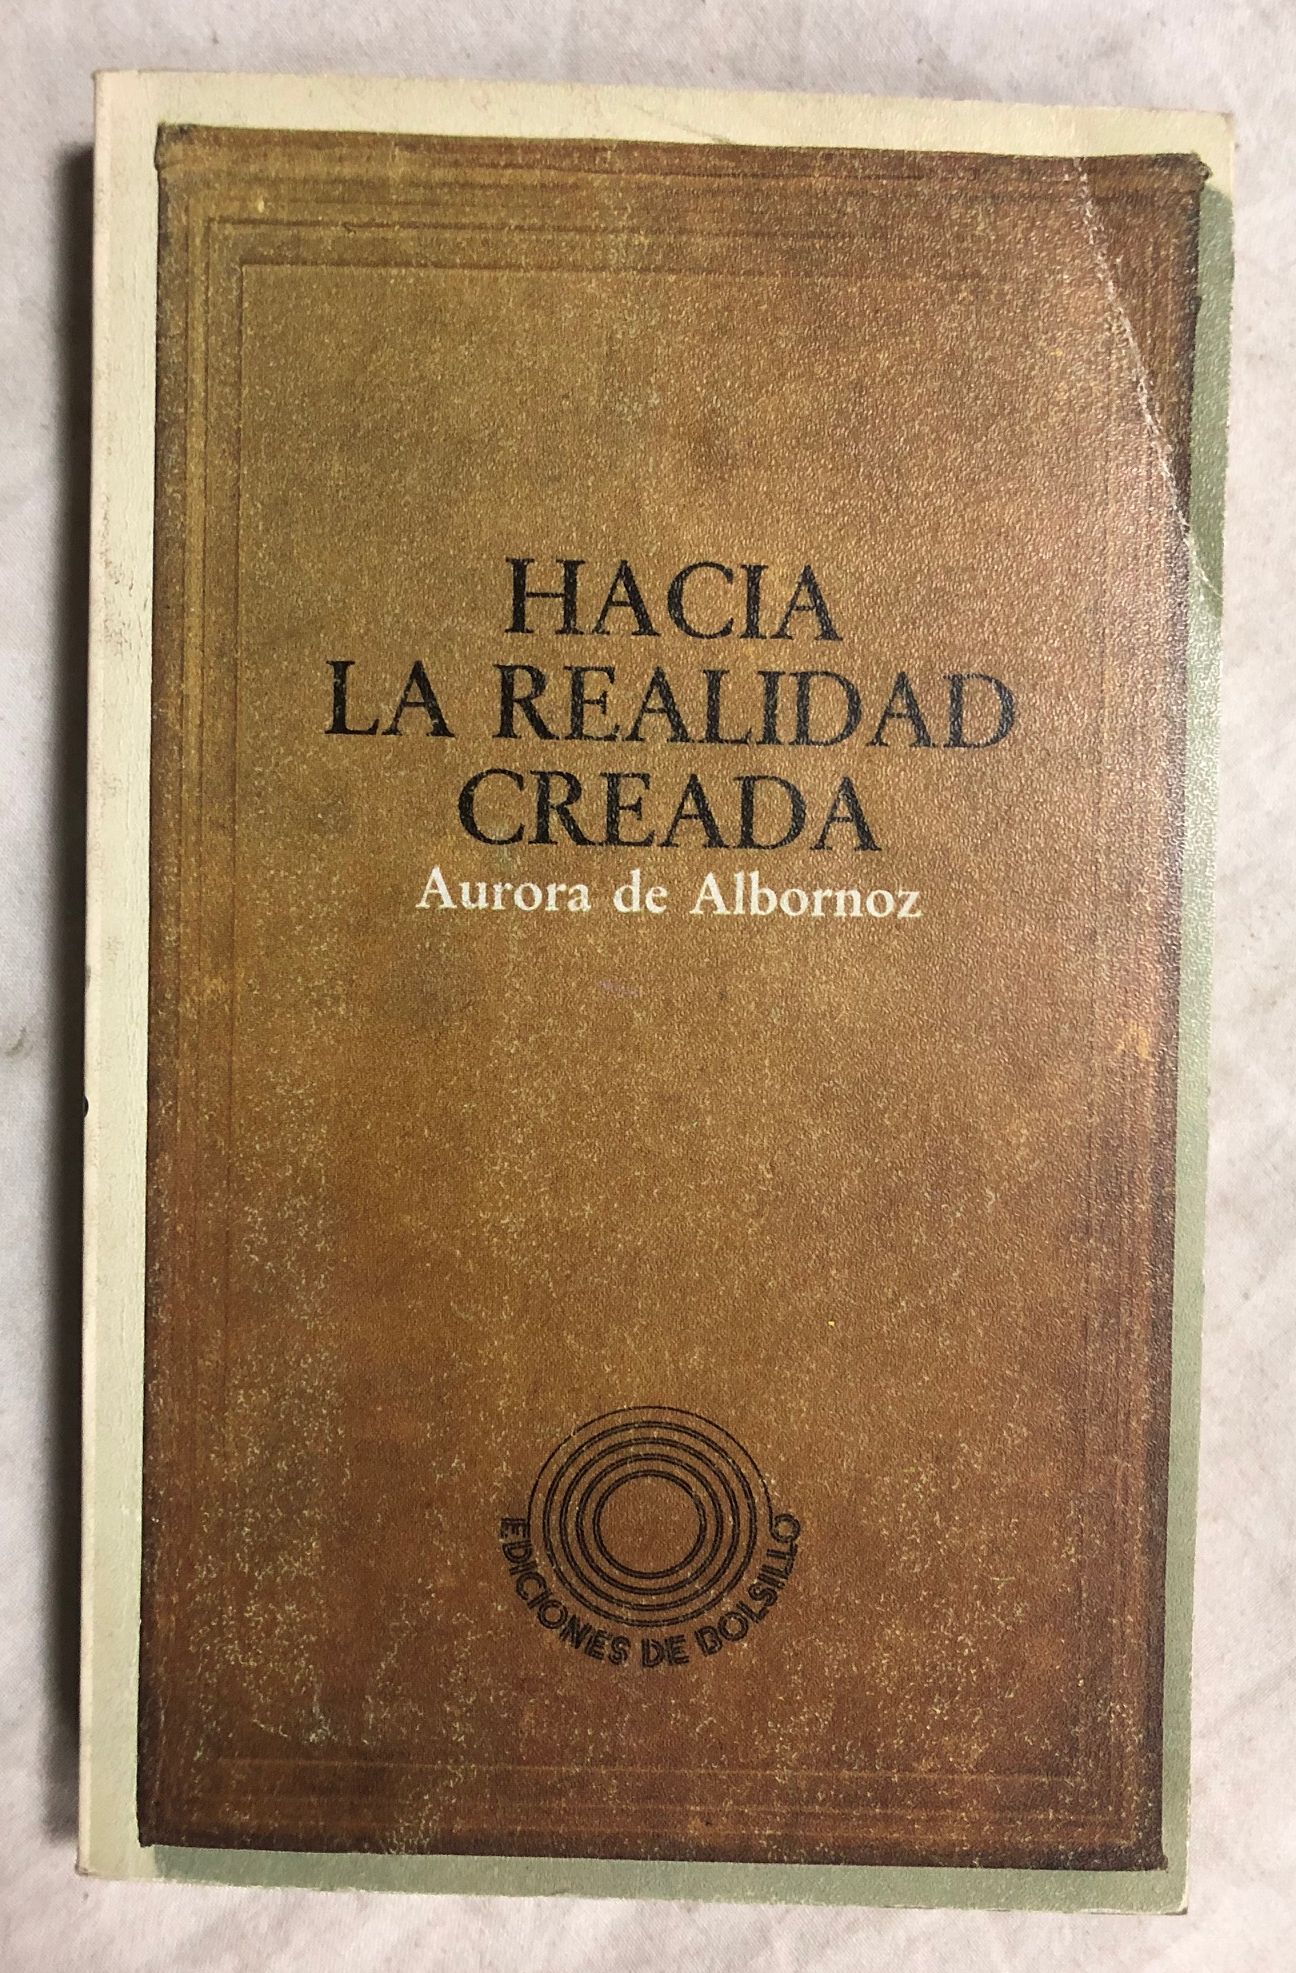 HACIA
LA REALIDAD
CREADA
Aurora de Albornoz
EDICIONES DE BOLSILLO